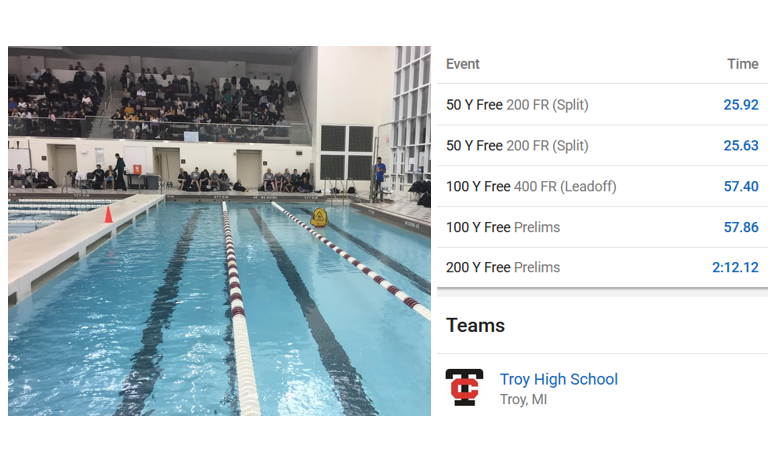 Event Time
50 Y Free 200 FR (Split) 25.92
50 Y Free 200 FR (Split) 25.63
100 Y Free 400 FR (Leadoff) 57.40
100 Y Free Prelims 57.86
200 Y Free Prelims 2:12.12
Teams
TC
Troy High School
Troy, MI